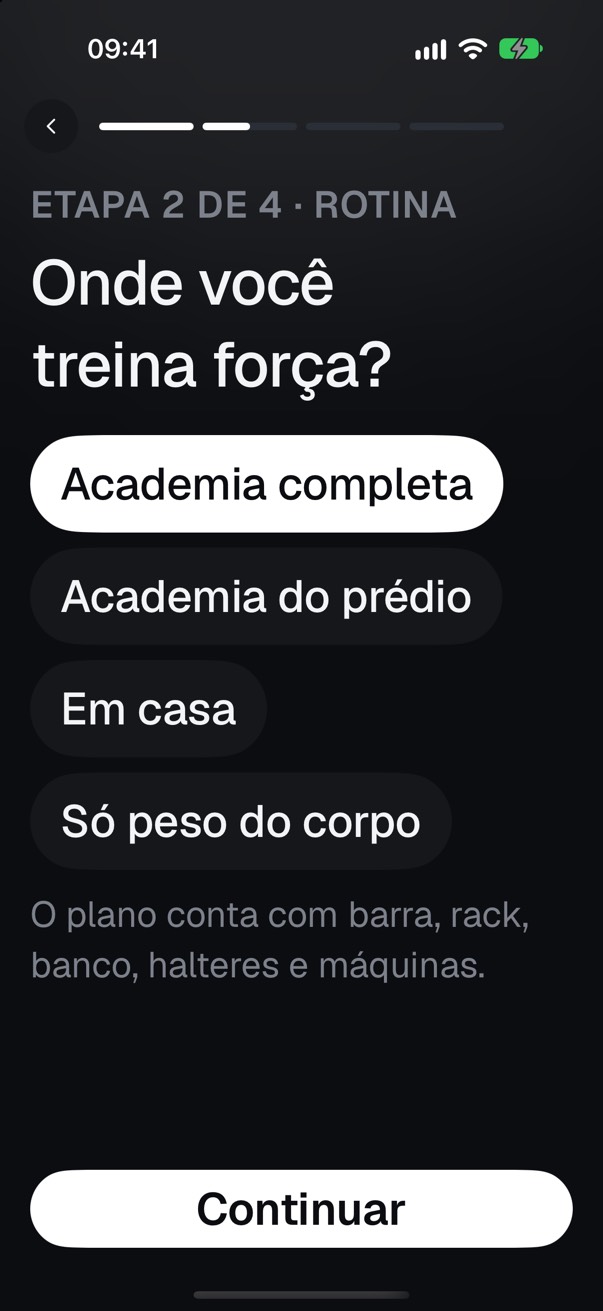 09:41
ETAPA 2 DE 4 · ROTINA
Onde você
treina força?
Academia completa
Academia do prédio
Em casa
Só peso do corpo
O plano conta com barra, rack,
banco, halteres e máquinas.
Continuar